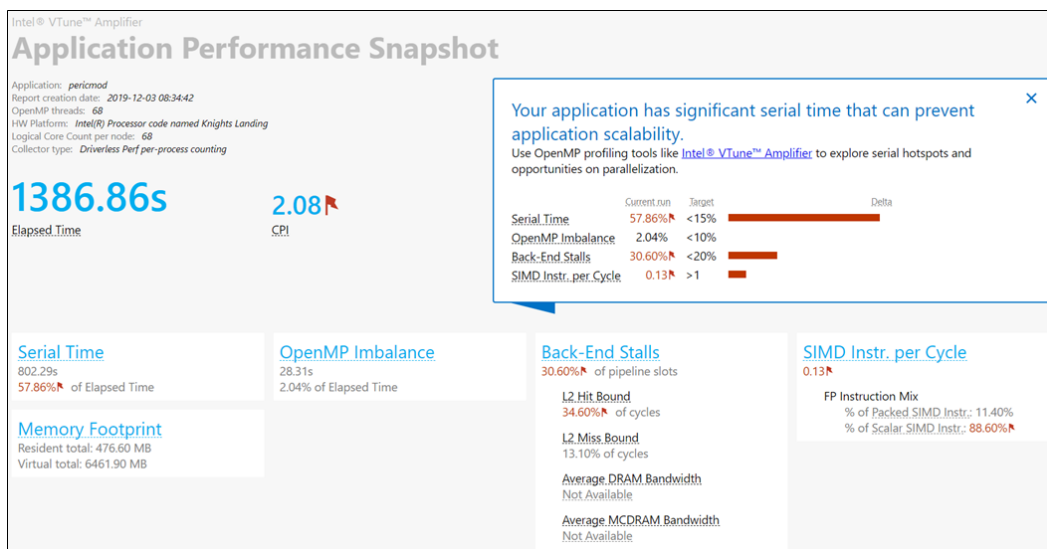 Intel® VTune™ Amplifier
Application Performance Snapshot
Application: pericmod
Report creation date: 2019-12-03 08:34:42
OpenMP threads: 68
HW Platform: Intel(R) Processor code named Knights Landing
Logical Core Count per node: 68
Collector type: Driverless Perf per-process counting
1386.86s
Elapsed Time
2.08
CPI
Your application has significant serial time that can prevent
application scalability.
Use OpenMP profiling tools like Intel® VTune™ Amplifier to explore serial hotspots and
opportunities on parallelization.
Current run Target Delta
Serial Time 57.86% <15%
OpenMP Imbalance 2.04% <10%
Back-End Stalls 30.60% <20%
SIMD Instr. per Cycle 0.13 >1
Serial Time
802.29s
57.86% of Elapsed Time
OpenMP Imbalance
28.31s
2.04% of Elapsed Time
Back-End Stalls
30.60% of pipeline slots
L2 Hit Bound
34.60% of cycles
L2 Miss Bound
13.10% of cycles
Average DRAM Bandwidth
Not Available
Average MCDRAM Bandwidth
Not Available
SIMD Instr. per Cycle
0.13
FP Instruction Mix
% of Packed SIMD Instr.: 11.40%
% of Scalar SIMD Instr.: 88.60%
Memory Footprint
Resident total: 476.60 MB
Virtual total: 6461.90 MB